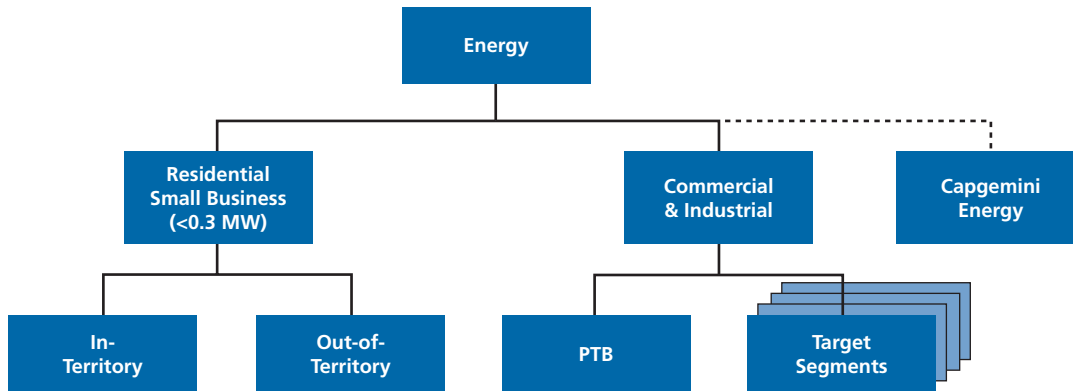 Energy
Residential
Small Business
(<0.3 MW)
Commercial
& Industrial
Capgemini
Energy
In-
Territory
Out-of-
Territory
PTB
Target
Segments